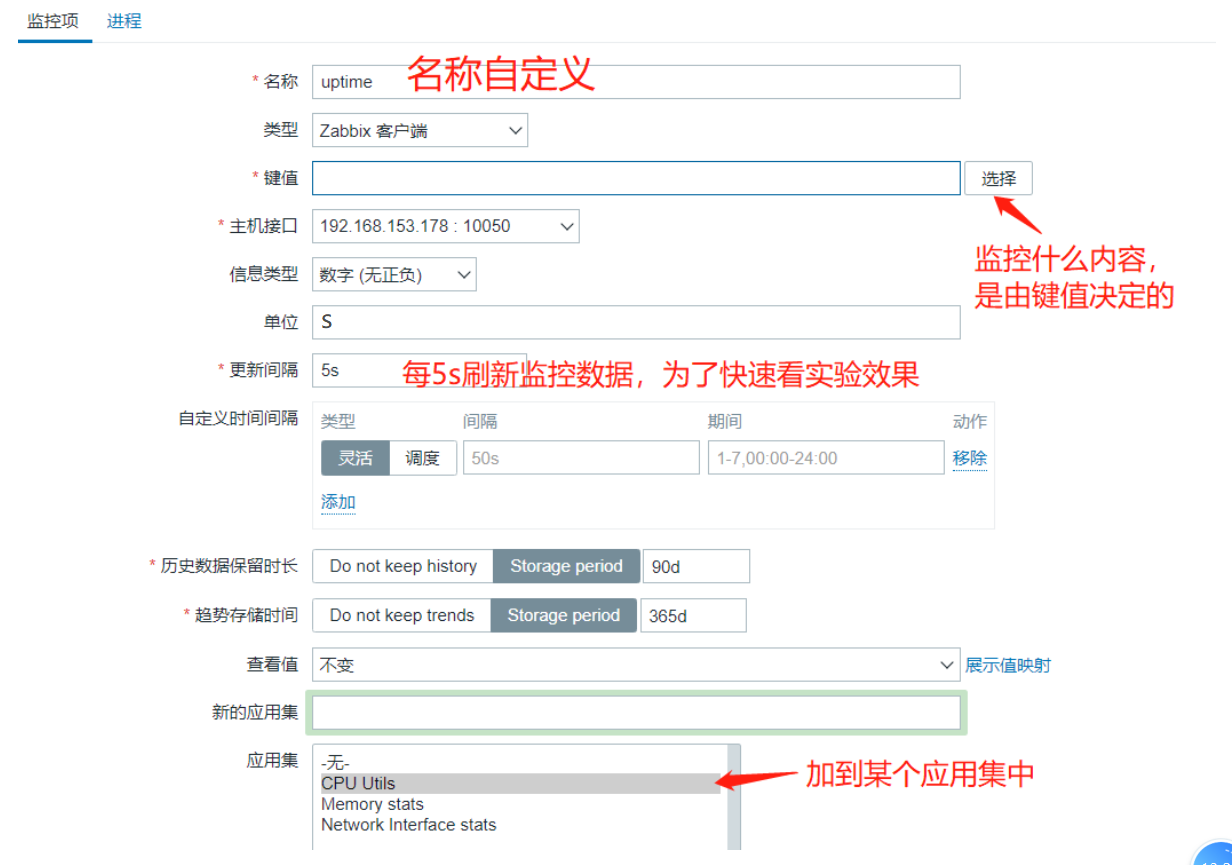 监控项 进程
* 名称 uptime 名称自定义
类型 Zabbix 客户端
* 键值 选择
* 主机接口 192.168.153.178 : 10050
监控什么内容，
是由键值决定的
信息类型 数字 (无正负)
单位 S
* 更新间隔 5s 每5s刷新监控数据，为了快速看实验效果
自定义时间间隔 类型 间隔 期间 动作
灵活 调度 50s 1-7,00:00-24:00 移除
添加
* 历史数据保留时长 Do not keep history Storage period 90d
* 趋势存储时间 Do not keep trends Storage period 365d
查看值 不变 展示值映射
新的应用集
应用集 -无-
CPU Utils 加到某个应用集中
Memory stats
Network Interface stats